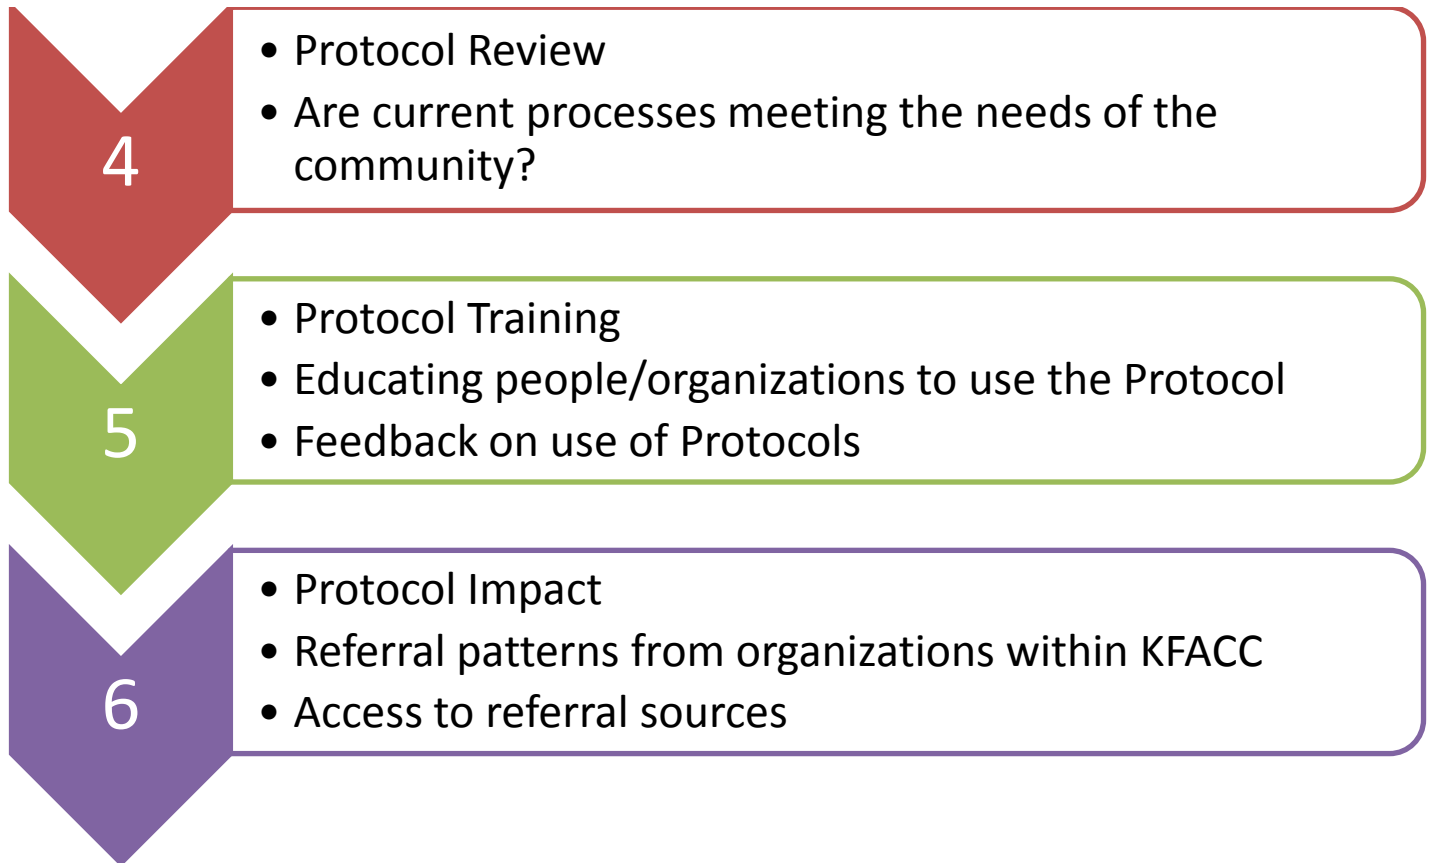 4
• Protocol Review
• Are current processes meeting the needs of the
community?
5
• Protocol Training
• Educating people/organizations to use the Protocol
• Feedback on use of Protocols
6
• Protocol Impact
• Referral patterns from organizations within KFACC
• Access to referral sources